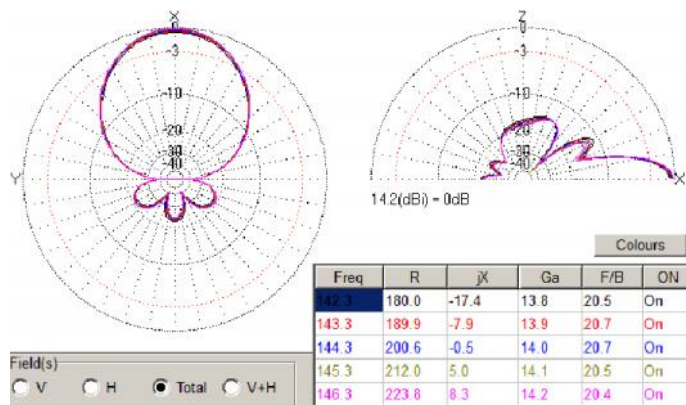 X
Z
0
0
-3
-3
-10
-10
-20
-20
-30
-30
-40
-40
Y
X
14.2(dBi) = 0dB
Colours
Freq R jX Ga F/B ON
142.3 180.0 -17.4 13.8 20.5 On
143.3 189.9 -7.9 13.9 20.7 On
144.3 200.6 -0.5 14.0 20.7 On
145.3 212.0 5.0 14.1 20.5 On
146.3 223.8 8.3 14.2 20.4 On
Field(s)
V H Total V+H